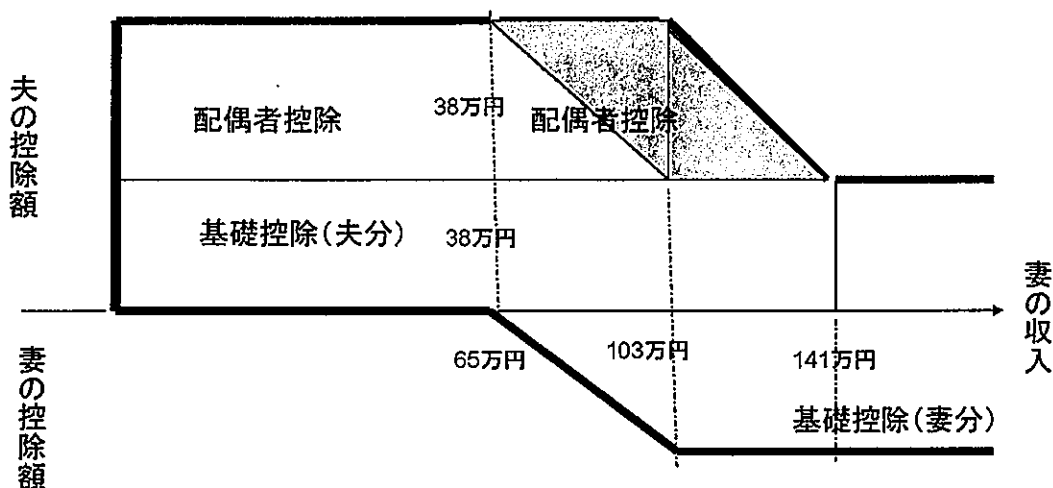 夫の控除額
配偶者控除
38万円
配偶者控除
基礎控除(夫分)
38万円
妻の収入
65万円
103万円
141万円
妻の控除額
基礎控除(妻分)